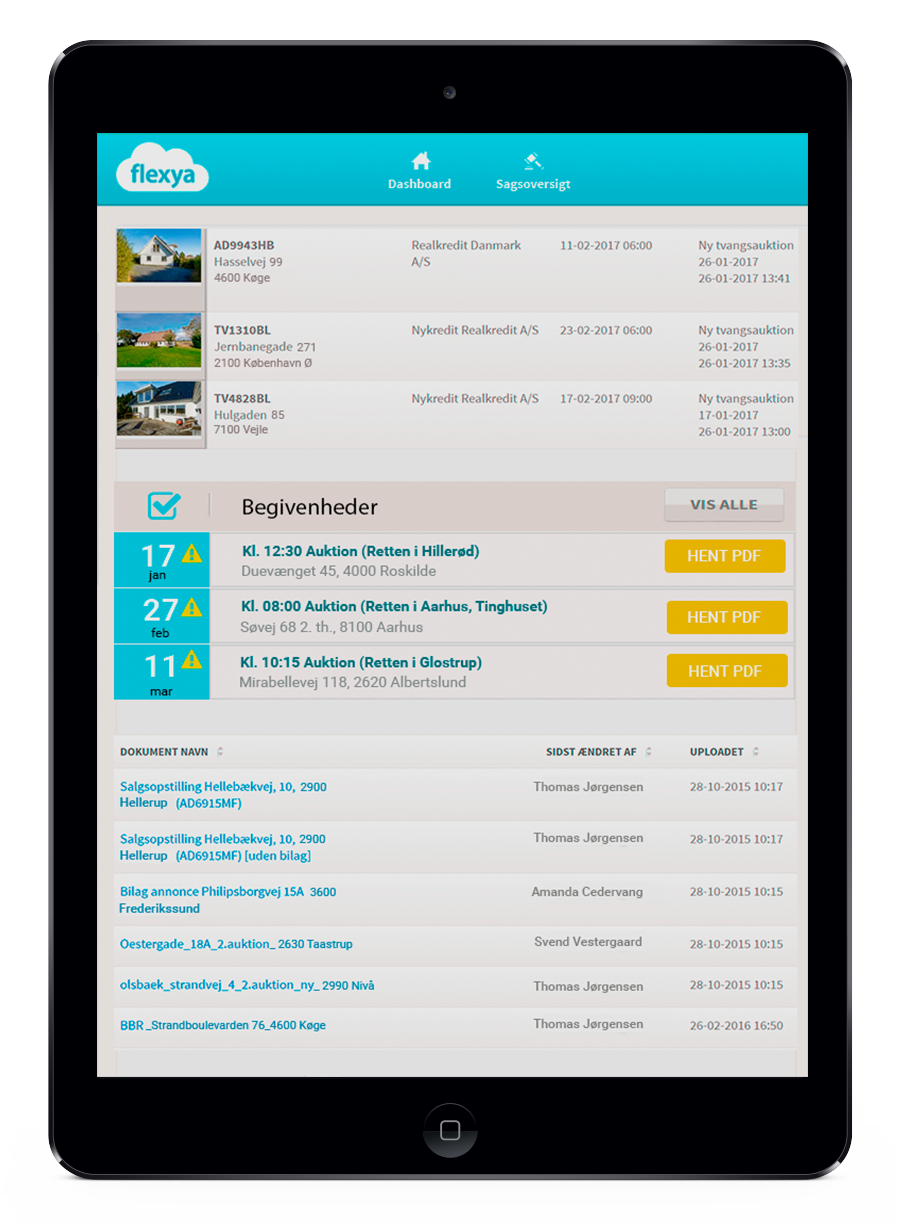 flexya
Dashboard
Sagsoversigt
AD9943HB
Hasselvej 99
4600 Køge
Realkredit Danmark
A/S
11-02-2017 06:00
Ny tvangsauktion
26-01-2017
26-01-2017 13:41
TV1310BL
Jernbanegade 271
2100 København Ø
Nykredit Realkredit A/S
23-02-2017 06:00
Ny tvangsauktion
26-01-2017
26-01-2017 13:35
TV4828BL
Hulgaden 85
7100 Vejle
Nykredit Realkredit A/S
17-02-2017 09:00
Ny tvangsauktion
17-01-2017
26-01-2017 13:00
Begivenheder
VIS ALLE
17
jan
Kl. 12:30 Auktion (Retten i Hillerød)
Duevænget 45, 4000 Roskilde
HENT PDF
27
feb
Kl. 08:00 Auktion (Retten i Aarhus, Tinghuset)
Søvej 68 2. th., 8100 Aarhus
HENT PDF
11
mar
Kl. 10:15 Auktion (Retten i Glostrup)
Mirabellevej 118, 2620 Albertslund
HENT PDF
DOKUMENT NAVN
SIDST ÆNDRET AF
UPLOADET
Salgsopstilling Hellebækvej, 10, 2900
Hellerup (AD6915MF)
Thomas Jørgensen
28-10-2015 10:17
Salgsopstilling Hellebækvej, 10, 2900
Hellerup (AD6915MF) [uden bilag]
Thomas Jørgensen
28-10-2015 10:17
Bilag annonce Philipsborgvej 15A 3600
Frederikssund
Amanda Cedervang
28-10-2015 10:15
Oestergade_18A_2.auktion_ 2630 Taastrup
Svend Vestergaard
28-10-2015 10:15
olsbaek_strandvej_4_2.auktion_ny_ 2990 Nivå
Thomas Jørgensen
28-10-2015 10:15
BBR_Strandboulevarden 76_4600 Køge
Thomas Jørgensen
26-02-2016 16:50